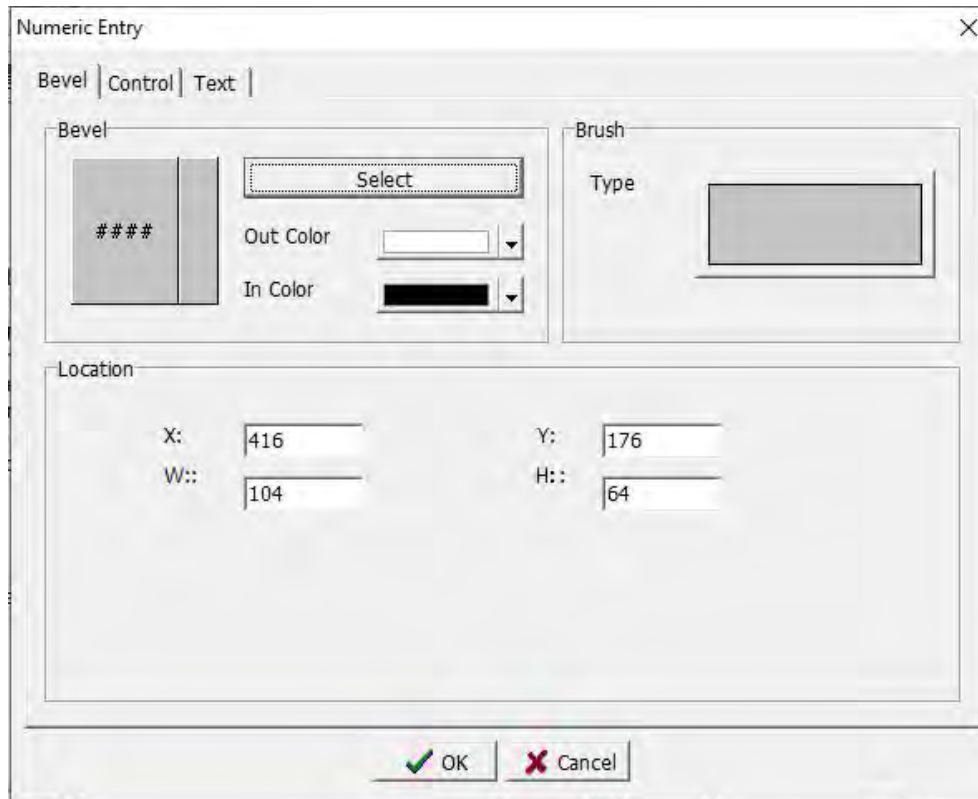 Numeric Entry
Bevel Control Text
Bevel
####
Select
Out Color
In Color
Brush
Type
Location
X: 416 Y: 176
W:: 104 H:: 64
OK Cancel